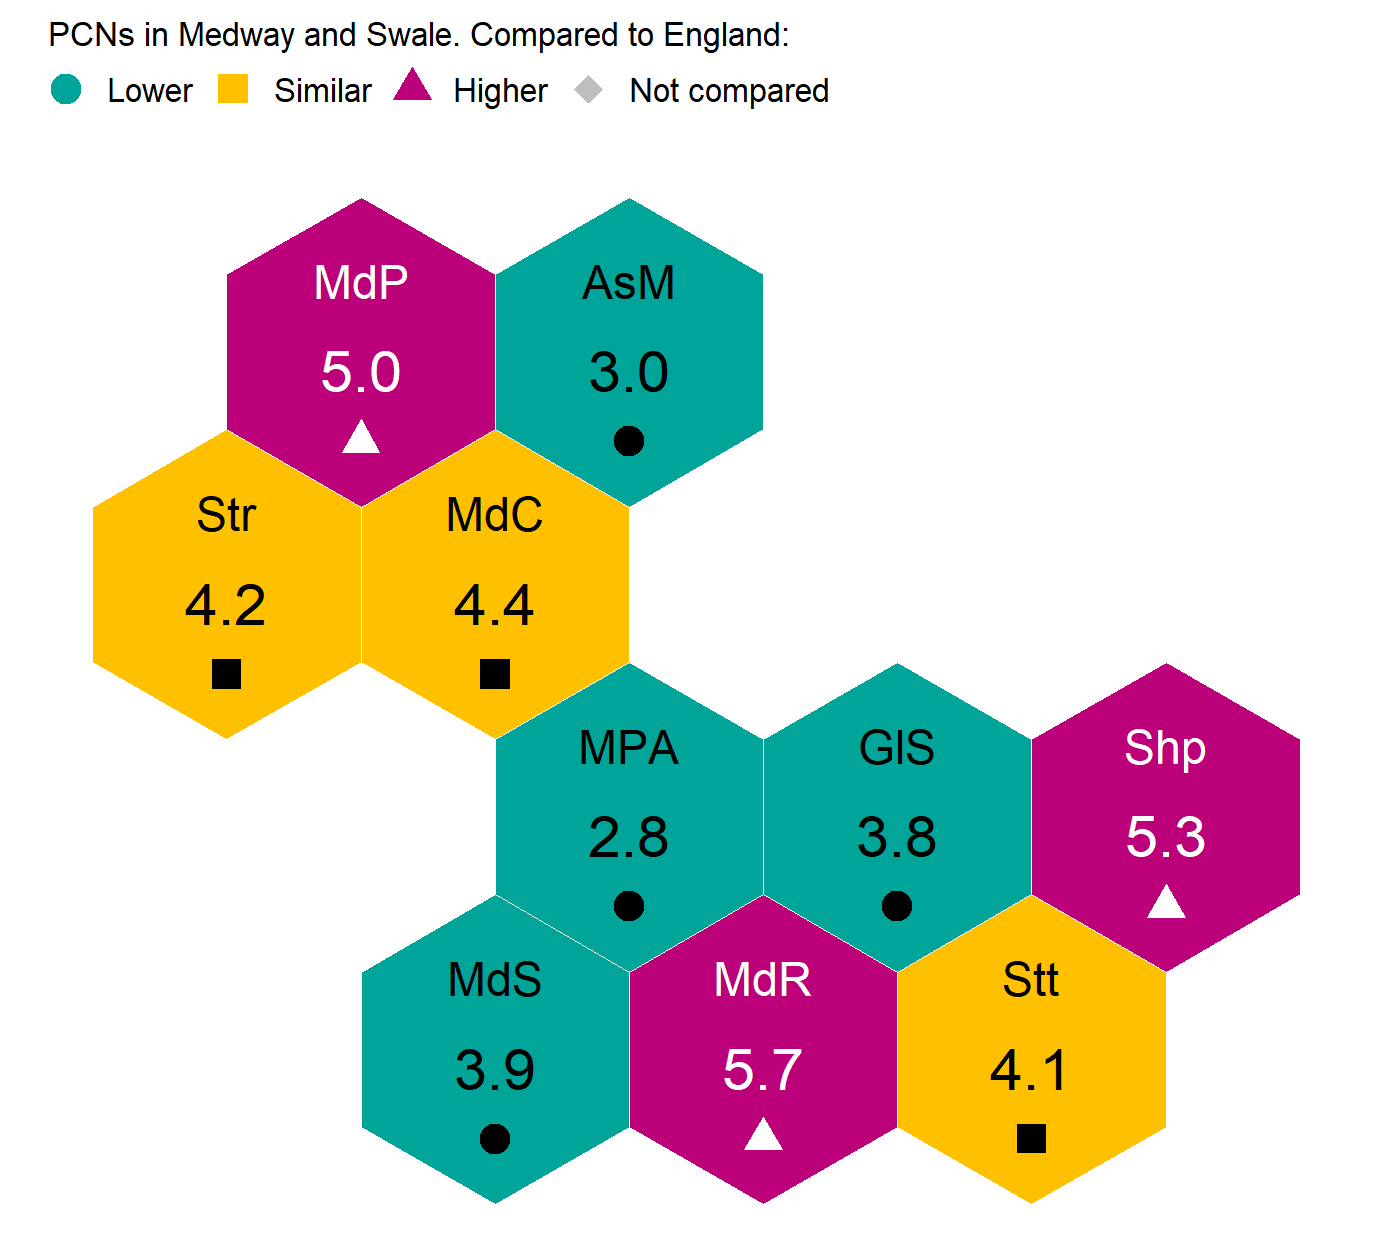 PCNs in Medway and Swale. Compared to England:
Lower Similar Higher Not compared
MdP AsM
5.0 3.0
Str MdC
4.2 4.4
MPA GlS Shp
2.8 3.8 5.3
MdS MdR Stt
3.9 5.7 4.1